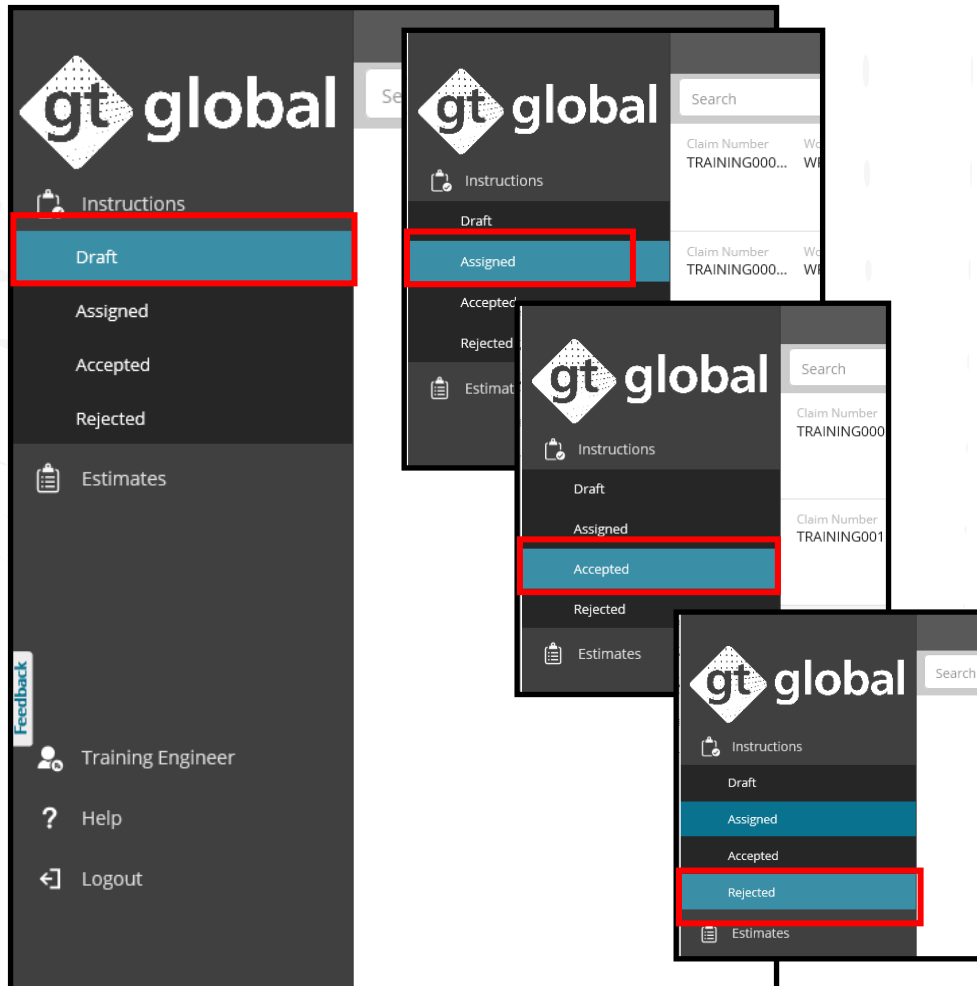 gt global
Se
Instructions
Draft
Assigned
Accepted
Rejected
Estimates
Feedback
Training Engineer
Help
Logout
gt global
Search
Claim Number Wo
TRAINING000... W
Instructions
Draft
Claim Number Wo
TRAINING000... W
Assigned
Accepted
Rejected
Estimat
gt global
Search
Claim Number
TRAINING000
Instructions
Draft
Claim Number
TRAINING001
Assigned
Accepted
Rejected
Estimates
gt global
Search
Instructions
Draft
Assigned
Accepted
Rejected
Estimates